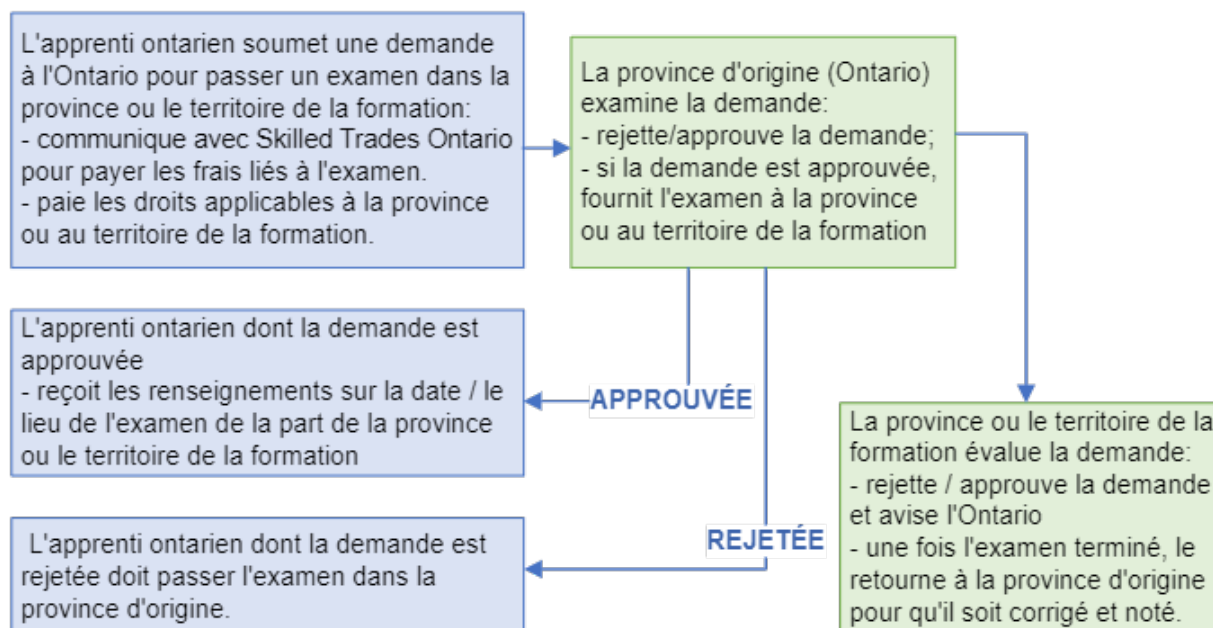 L'apprenti ontarien soumet une demande
à l'Ontario pour passer un examen dans la
province ou le territoire de la formation:
- communique avec Skilled Trades Ontario
pour payer les frais liés à l'examen.
- paie les droits applicables à la province
ou au territoire de la formation.
La province d'origine (Ontario)
examine la demande:
- rejette/approuve la demande;
- si la demande est approuvée,
fournit l'examen à la province
ou au territoire de la formation
L'apprenti ontarien dont la demande est
approuvée
- reçoit les renseignements sur la date / le
lieu de l'examen de la part de la province
ou le territoire de la formation
APPROUVÉE
La province ou le territoire de la
formation évalue la demande:
- rejette / approuve la demande
et avise l'Ontario
- une fois l'examen terminé, le
retourne à la province d'origine
pour qu'il soit corrigé et noté.
REJETÉE
L'apprenti ontarien dont la demande est
rejetée doit passer l'examen dans la
province d'origine.